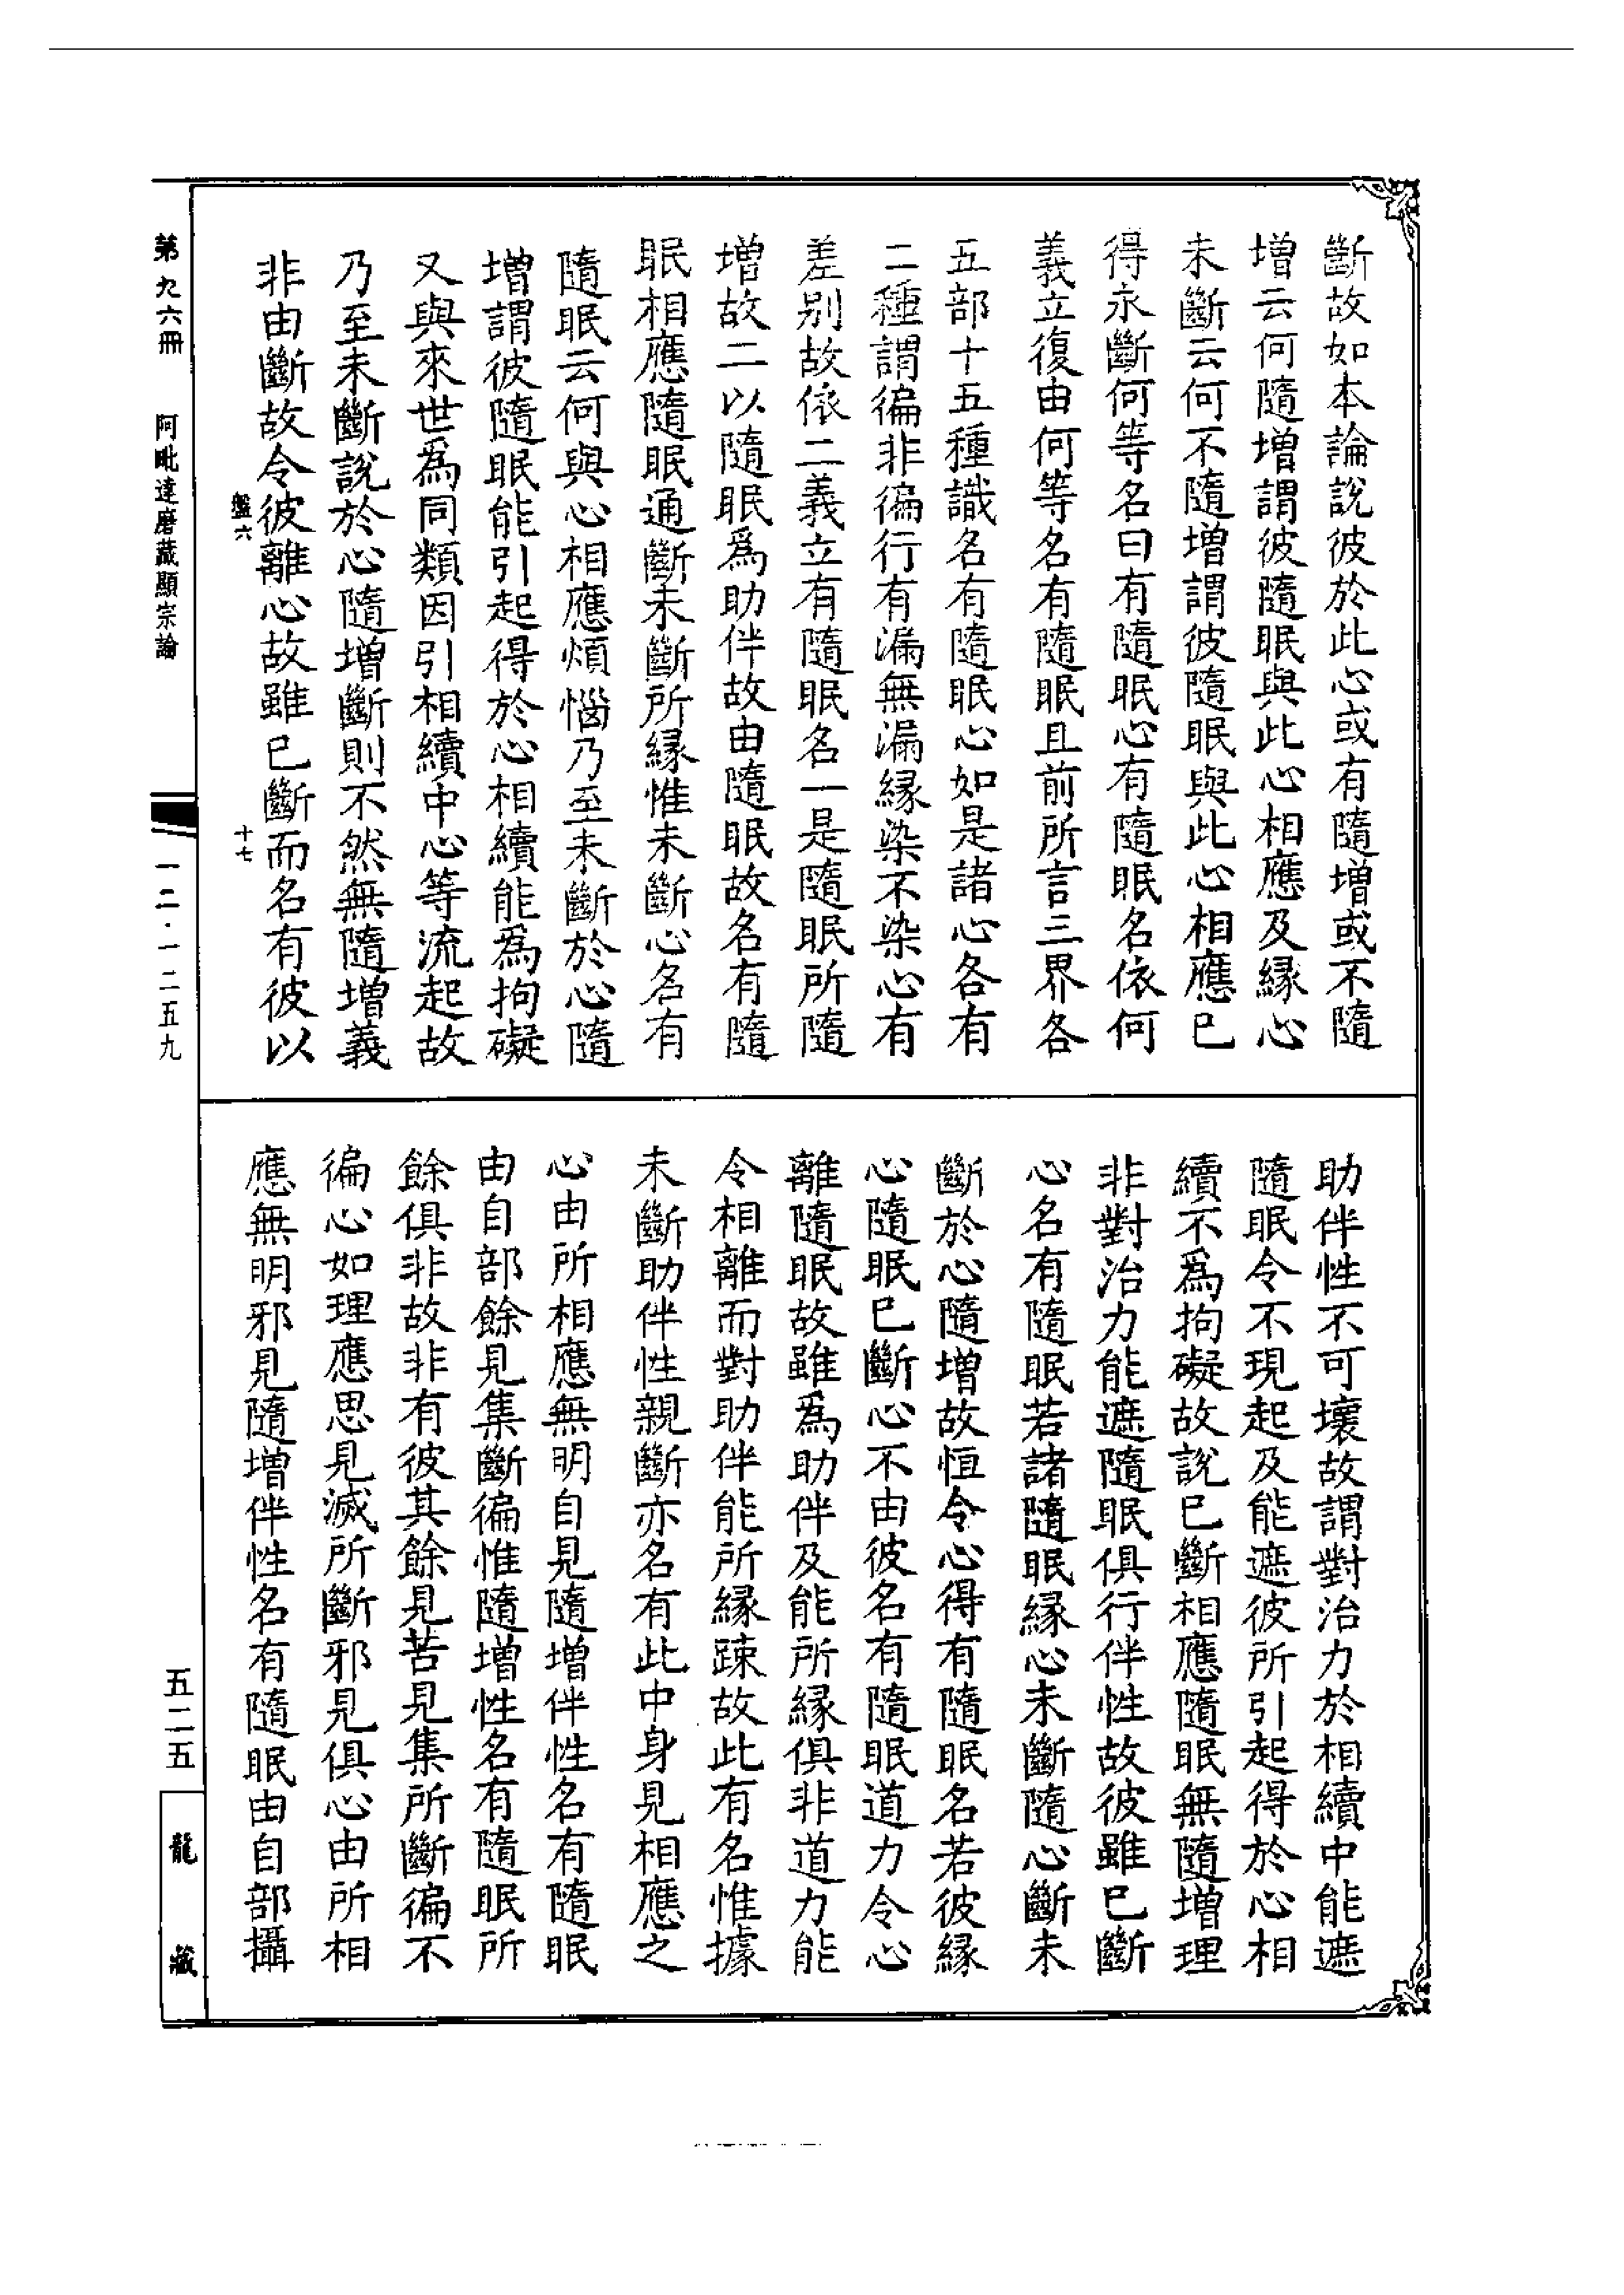 斷故如本論說彼於此心或有隨增或不隨
增云何隨增謂彼隨眠與此心相應及緣心
未斷云何不隨增謂彼隨眠與此心相應已
得永斷何等名曰有隨眠心有隨眠名依何
義立復由何等名有隨眠且前所言三界各
五部十五種識名有隨眠心如是諸心各有
二種謂徧非徧行有漏無漏緣染不染心有
差别故依二義立有隨眠名一是隨眠所隨
增故二以隨眠爲助伴故由隨眠故名有隨
眠相應隨眠通斷未斷所緣惟未斷心名有
隨眠云何與心相應煩惱乃至未斷於心隨
增謂彼隨眠能引起得於心相續能爲拘礙
又與來世爲同類因引相續中心等流起故
乃至未斷說於心隨增斷則不然無隨增義
非由斷故令彼離心故雖已斷而名有彼以
盤六
十七
助伴性不可壞故謂對治力於相續中能遮
隨眠令不現起及能遮彼所引起得於心相
續不爲拘礙故說已斷相應隨眠無隨增理
非對治力能遮隨眠俱行伴性故彼雖已斷
心名有隨眠若諸隨眠緣心未斷隨心斷未
斷於心隨增故恒令心得有隨眠名若彼緣
心隨眠已斷心不由彼名有隨眠道力令心
離隨眠故雖爲助伴及能所緣俱非道力能
令相離而對助伴能所緣疎故此有名惟據
未斷助伴性親斷亦名有此中身見相應之
心由所相應無明自見隨增伴性名有隨眠
由自部餘見集斷徧惟隨增性名有隨眠所
餘俱非故非有彼其餘見苦見集所斷徧不
徧心如理應思見滅所斷邪見俱心由所相
應無明邪見隨增伴性名有隨眠由自部攝
第九六冊
阿毗達磨藏顯宗論
一二·一二五九
五二五
龍藏